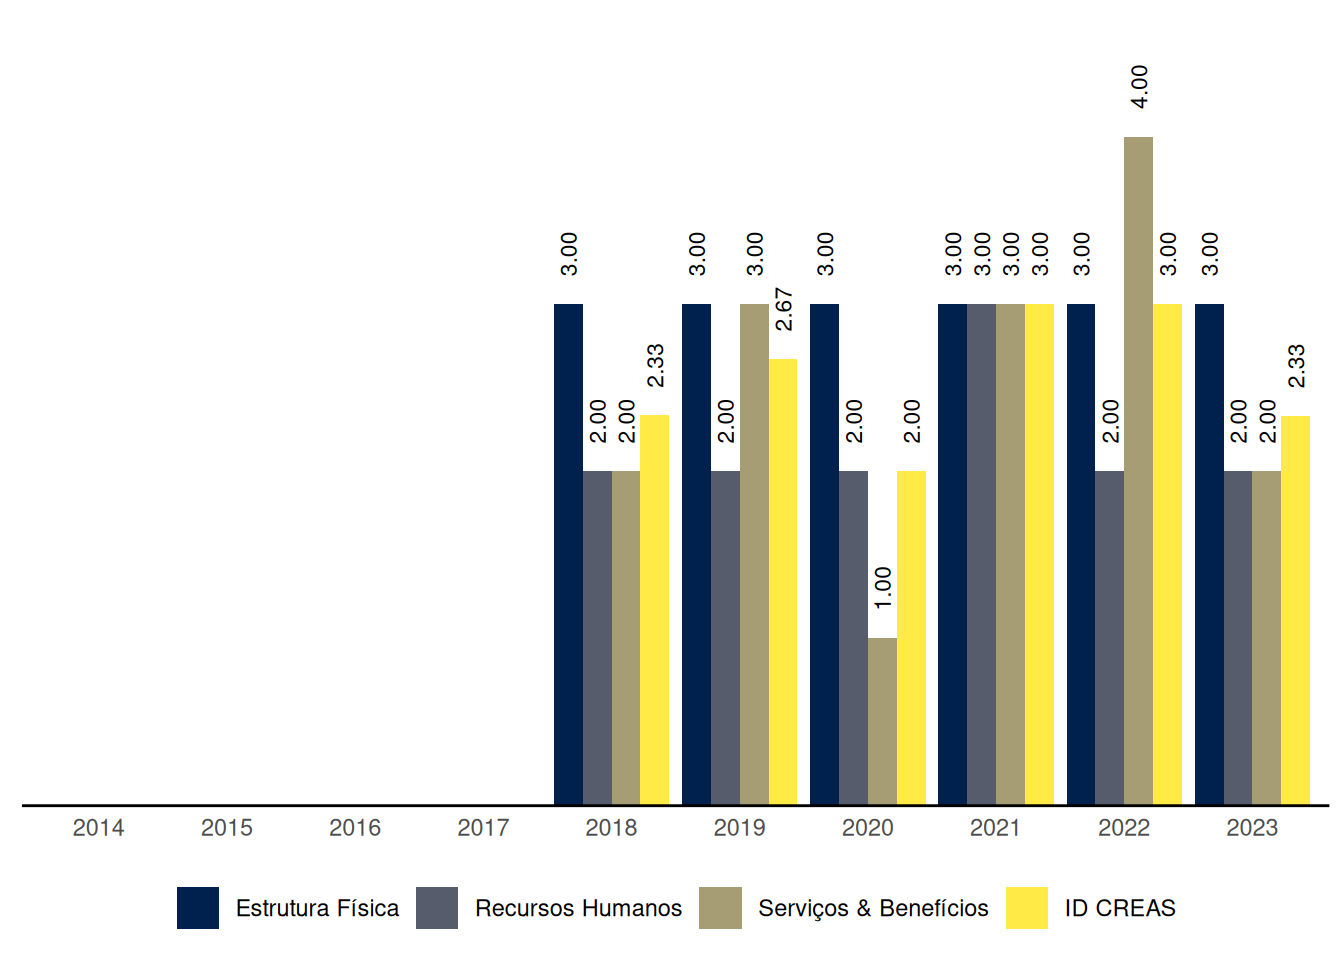 4.00
3.00 3.00 3.00 3.00 3.00 3.00 3.00 3.00 3.00 3.00
2.67
2.33 2.33
2.00 2.00 2.00 2.00 2.00 2.00 2.00 2.00
1.00
2014 2015 2016 2017 2018 2019 2020 2021 2022 2023
Estrutura Física Recursos Humanos Serviços & Benefícios ID CREAS